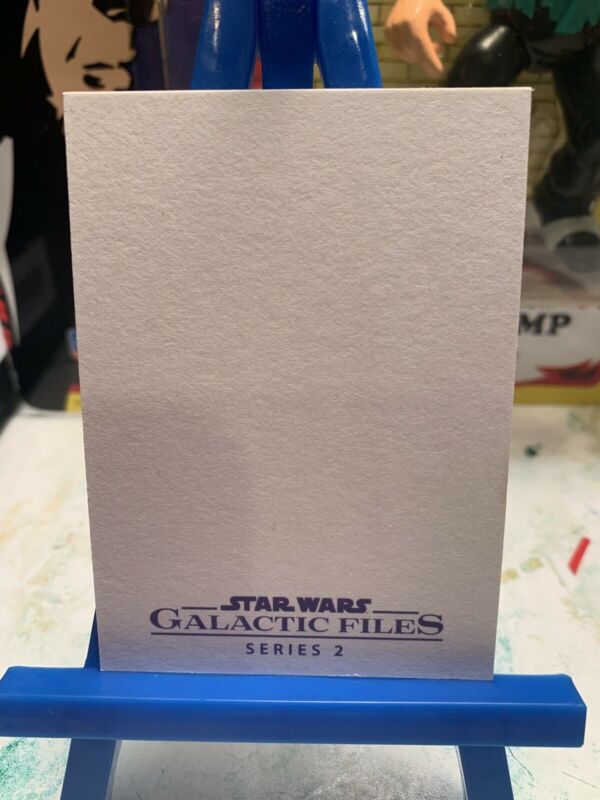 MP
STAR WARS
GALACTIC FILES
SERIES 2